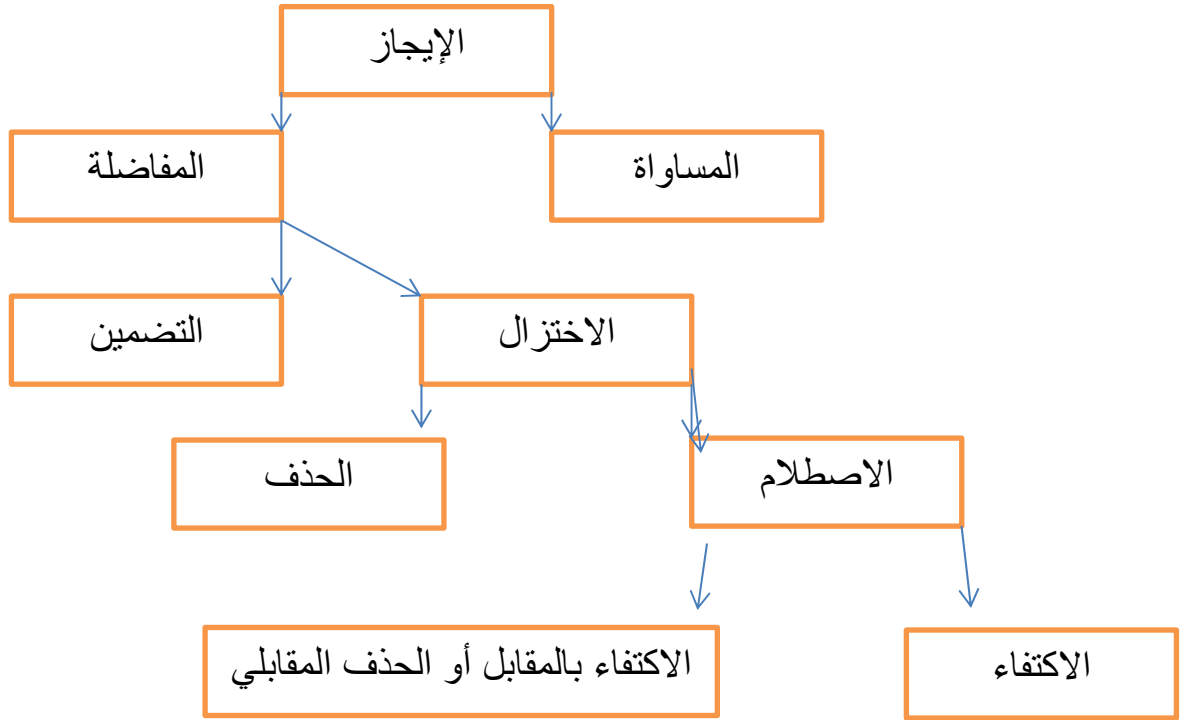 الإيجاز
المساواة
المفاضلة
الاختزال
التضمين
الاصطلام
الحذف
الاكتفاء
الاكتفاء بالمقابل أو الحذف المقابلي